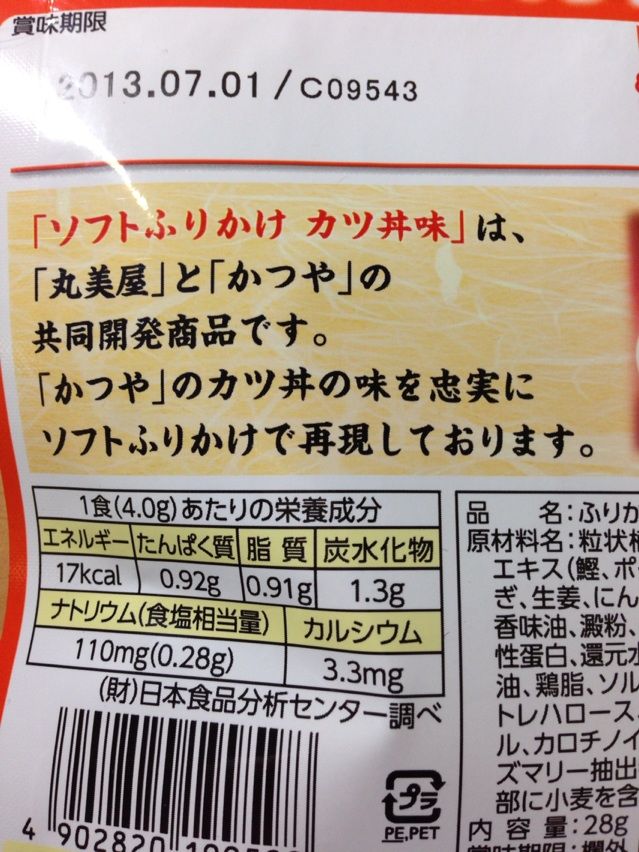 賞味期限
2013.07.01/C09543
「ソフトふりかけ カツ丼味」は、
「丸美屋」と「かつや」の
共同開発商品です。
「かつや」のカツ丼の味を忠実に
ソフトふりかけで再現しております。
1食(4.0g)あたりの栄養成分
エネルギー たんぱく質 脂質 炭水化物
17kcal 0.92g 0.91g 1.3g
ナトリウム(食塩相当量) カルシウム
110mg(0.28g) 3.3mg
(財)日本食品分析センター調べ
プラ
PE,PET
4 902820
品 名:ふりか
原材料名:粒状
エキス(鰹、ポ
ぎ、生姜、にん
香味油、澱粉、
性蛋白、還元水
油、鶏脂、ソル
トレハロース、
ル、カロチノイ
ズマリー抽出
部に小麦を含
内容量:28g
賞味期限:欄外